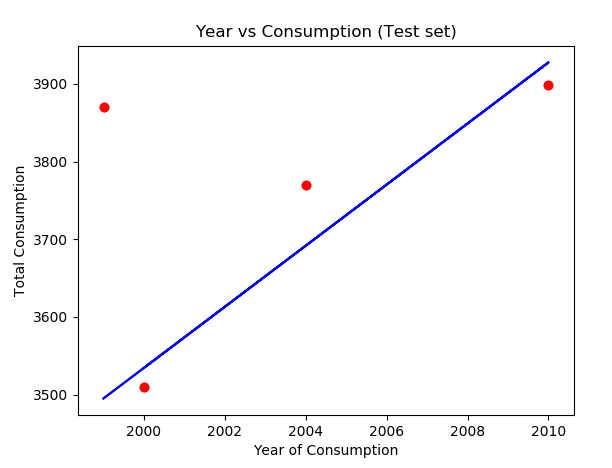 Year vs Consumption (Test set)
3900
3800
3700
3600
3500
Total Consumption
2000 2002 2004 2006 2008 2010
Year of Consumption